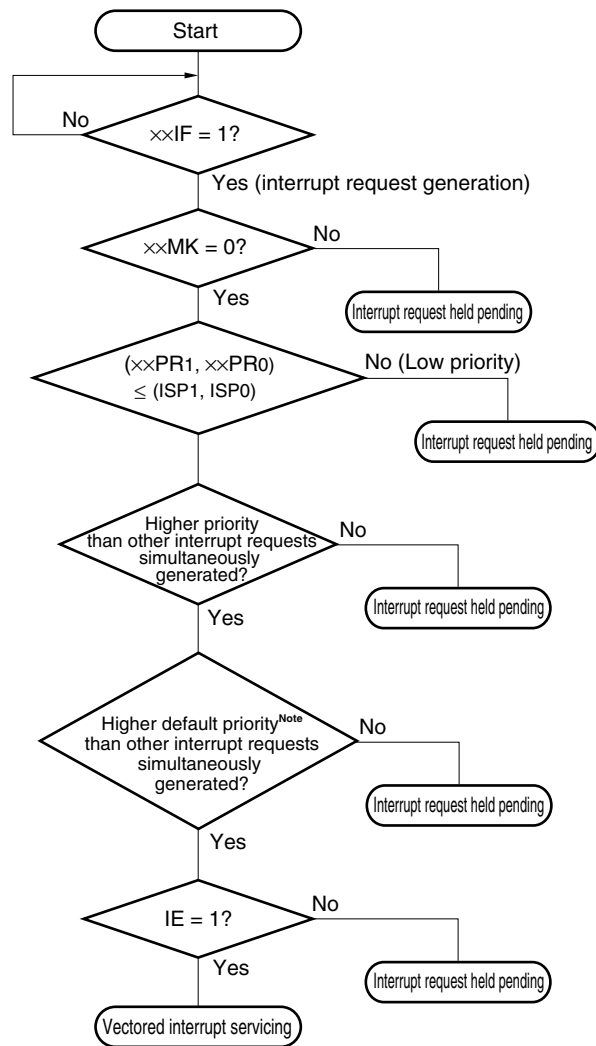 Start
No
××IF = 1?
Yes (interrupt request generation)
××MK = 0?
No
Yes
Interrupt request held pending
(××PR1, ××PR0)
≤ (ISP1, ISP0)
No (Low priority)
Interrupt request held pending
Higher priority
than other interrupt requests
simultaneously
generated?
No
Interrupt request held pending
Yes
Higher default priorityNote
than other interrupt requests
simultaneously
generated?
No
Interrupt request held pending
Yes
IE = 1?
No
Yes
Interrupt request held pending
Vectored interrupt servicing